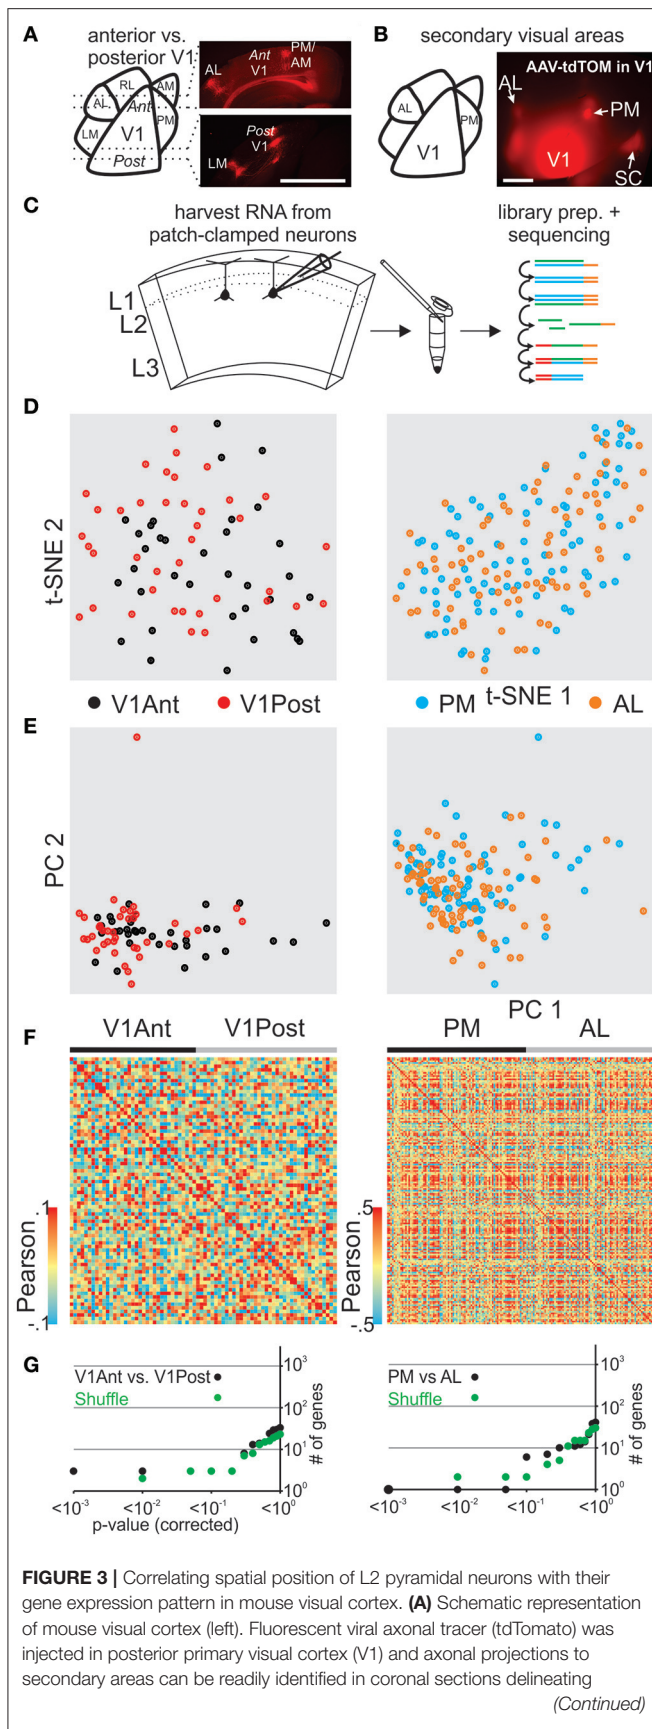 A
anterior vs.
posterior V1
RL
AM
AL
Ant
PM
LM
V1
Post
Ant
V1
PM/
AM
AL
Post
V1
LM
B
secondary visual areas
AL
PM
V1
AAV-tdTOM in V1
AL
PM
V1
SC
C
harvest RNA from
patch-clamped neurons
library prep. +
sequencing
L1
L2
L3
D
t-SNE 2
V1Ant
V1Post
PM
t-SNE 1
AL
E
PC 2
PC 1
F
V1Ant
V1Post
PM
AL
Pearson
.1
-.1
Pearson
.5
-.5
G
V1Ant vs. V1Post
Shuffle
10³
10²
10¹
10⁰
# of genes
<10⁻³ <10⁻² <10⁻¹ <10⁰
p-value (corrected)
PM vs AL
Shuffle
10³
10²
10¹
10⁰
# of genes
<10⁻³ <10⁻² <10⁻¹ <10⁰
FIGURE 3 | Correlating spatial position of L2 pyramidal neurons with their
gene expression pattern in mouse visual cortex. (A) Schematic representation
of mouse visual cortex (left). Fluorescent viral axonal tracer (tdTomato) was
injected in posterior primary visual cortex (V1) and axonal projections to
secondary areas can be readily identified in coronal sections delineating
(Continued)